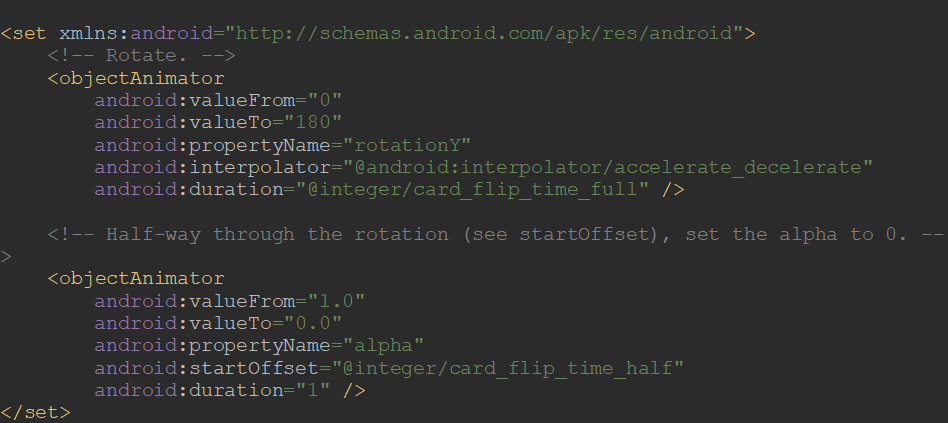 <set xmlns:android="http://schemas.android.com/apk/res/android">
    <!-- Rotate. -->
    <objectAnimator
        android:valueFrom="0"
        android:valueTo="180"
        android:propertyName="rotationY"
        android:interpolator="@android:interpolator/accelerate_decelerate"
        android:duration="@integer/card_flip_time_full" />
    <!-- Half-way through the rotation (see startOffset), set the alpha to 0. --
>
    <objectAnimator
        android:valueFrom="1.0"
        android:valueTo="0.0"
        android:propertyName="alpha"
        android:startOffset="@integer/card_flip_time_half"
        android:duration="1" />
</set>